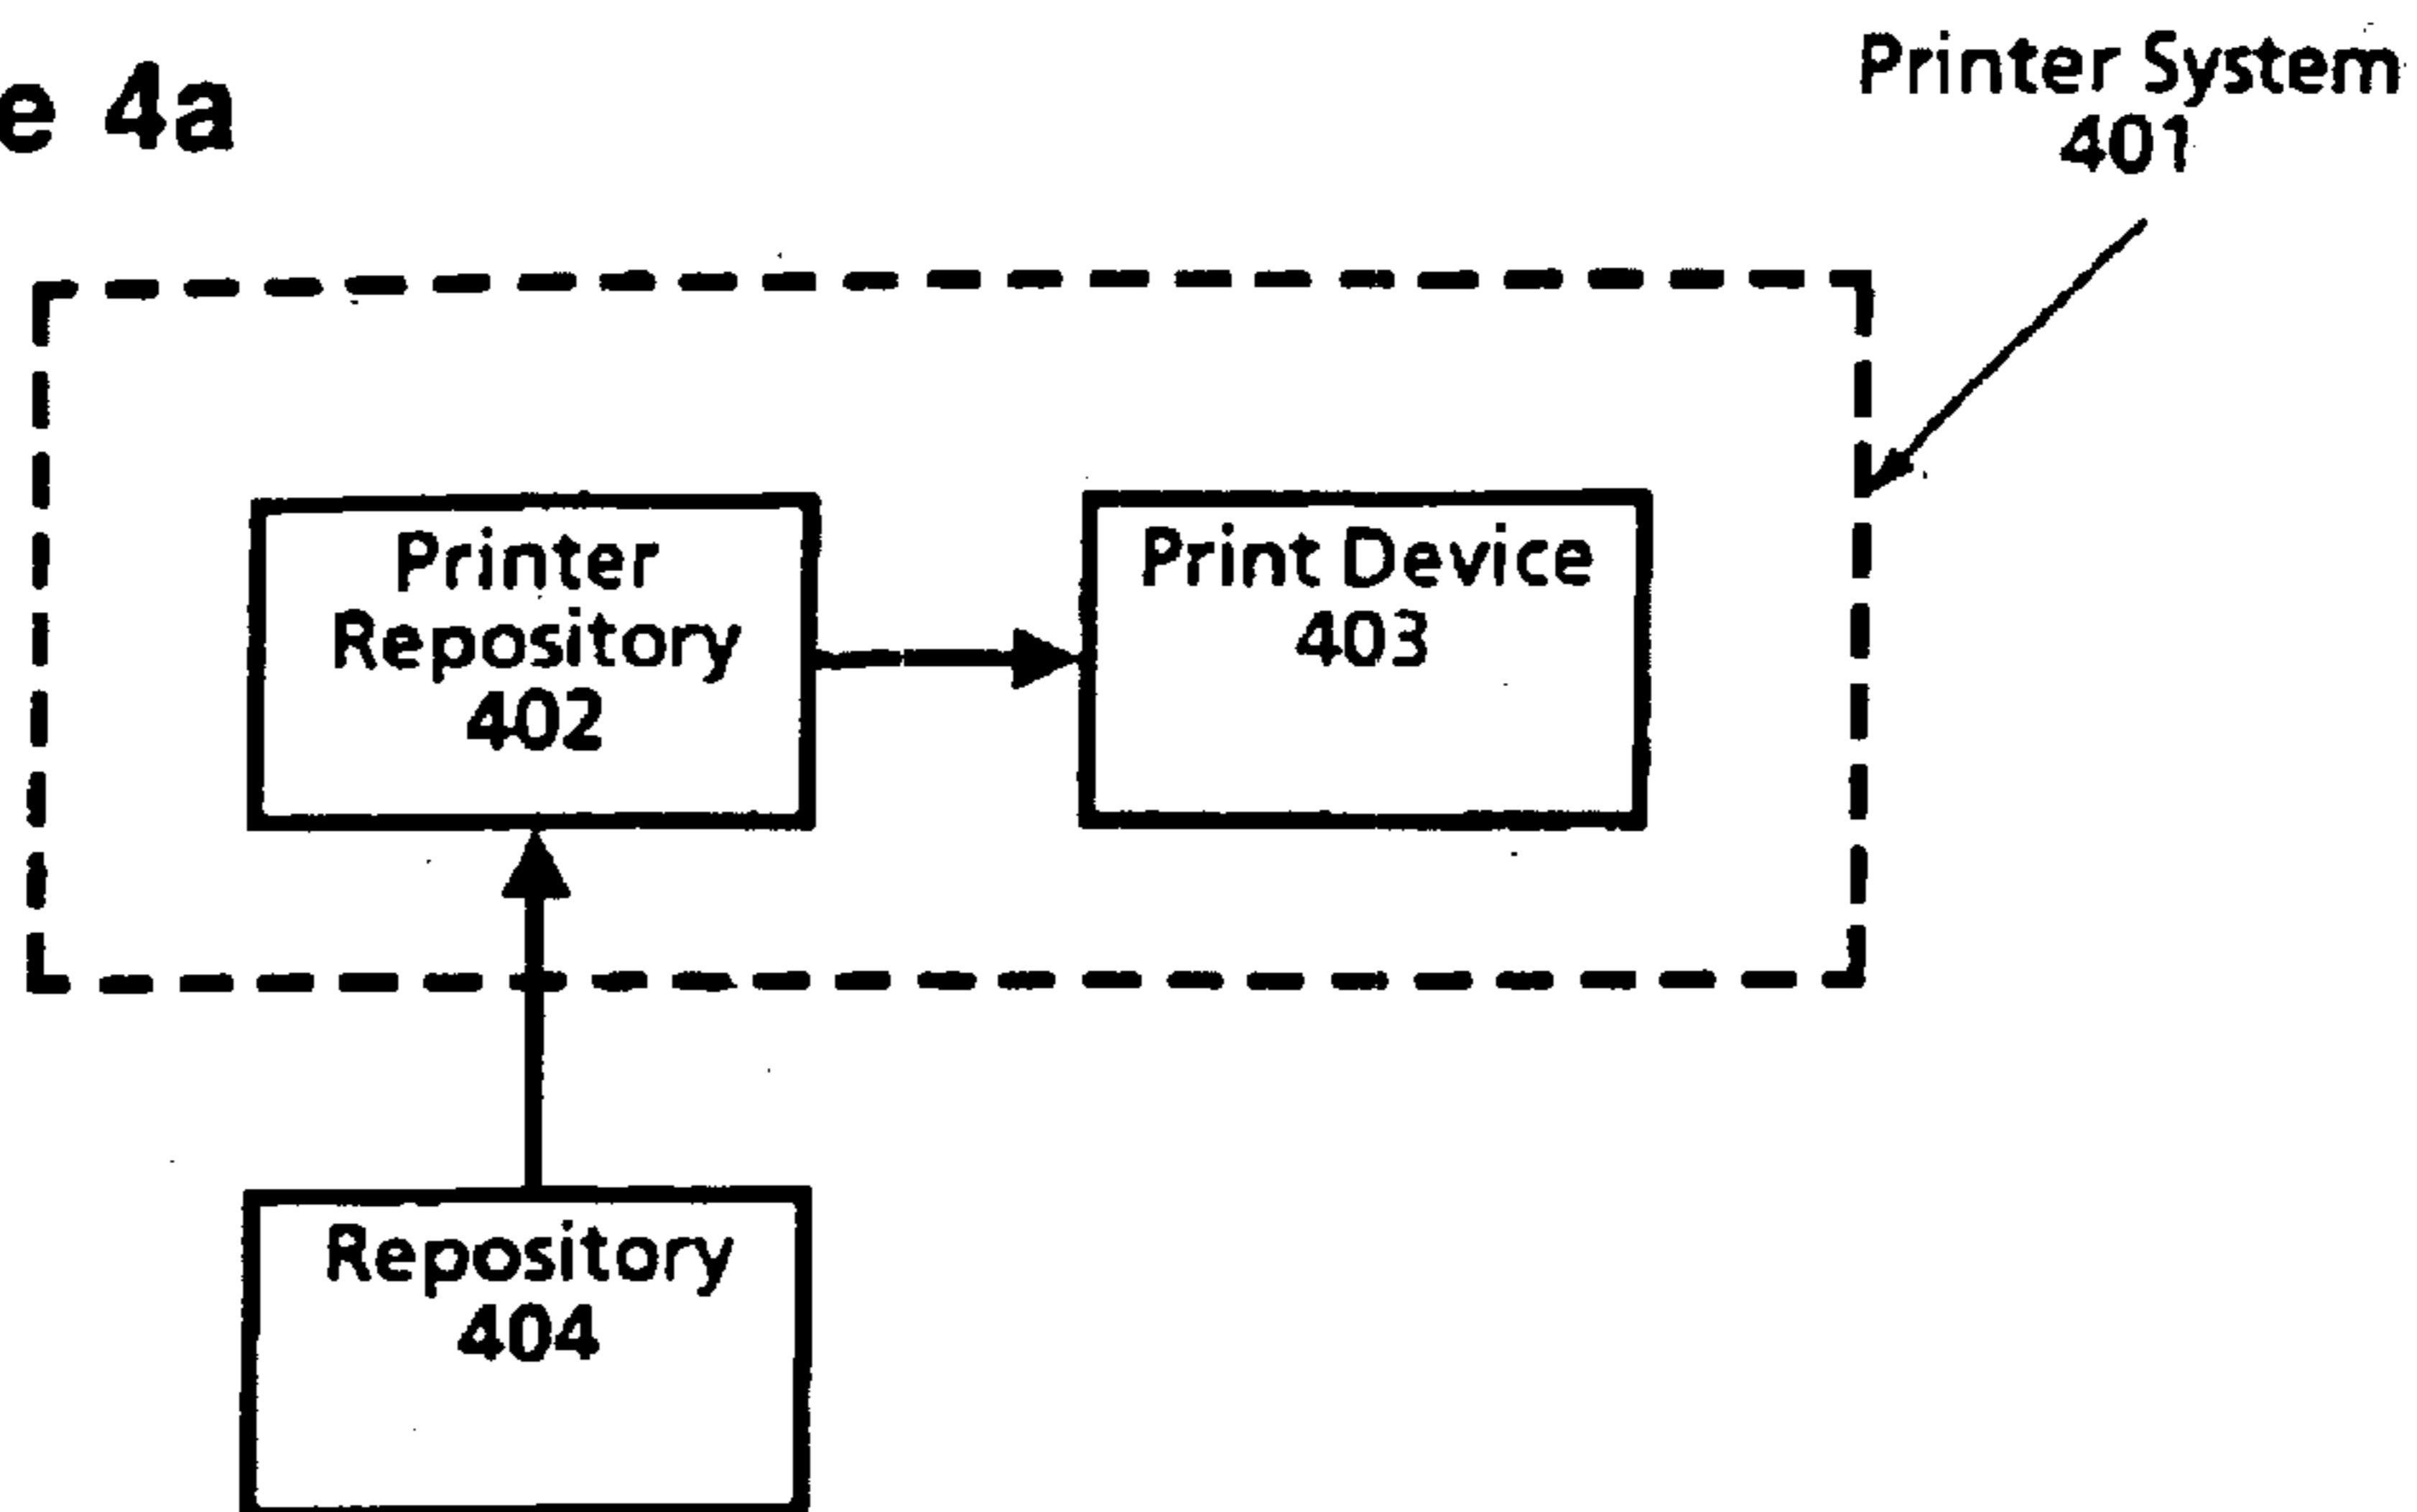 e 4a
Printer System
401
Printer
Repository
402
Print Device
403
Repository
404